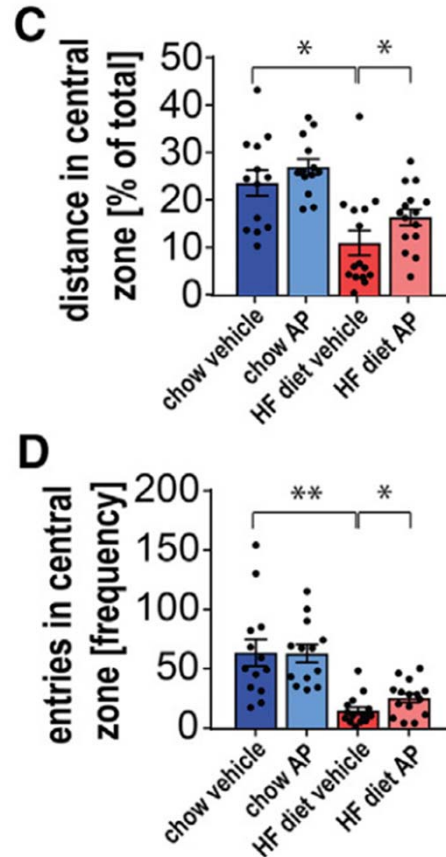 C
distance in central
zone [% of total]
50
40
30
20
10
0
* *
chow vehicle
chow AP
HF diet vehicle
HF diet AP
D
entries in central
zone [frequency]
200
150
100
50
0
** *
chow vehicle
chow AP
HF diet vehicle
HF diet AP